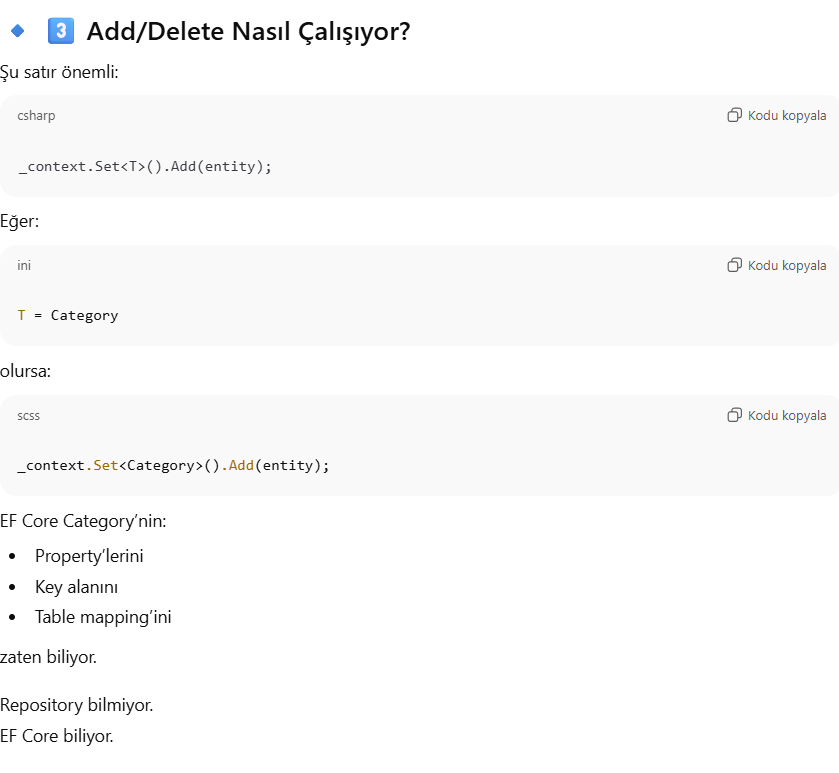 3 Add/Delete Nasıl Çalışıyor?
Şu satır önemli:
csharp
Kodu kopyala
_context.Set<T>().Add(entity);
Eğer:
ini
Kodu kopyala
T = Category
olursa:
scss
Kodu kopyala
_context.Set<Category>().Add(entity);
EF Core Category’nin:
• Property’lerini
• Key alanını
• Table mapping’ini
zaten biliyor.
Repository bilmiyor.
EF Core biliyor.